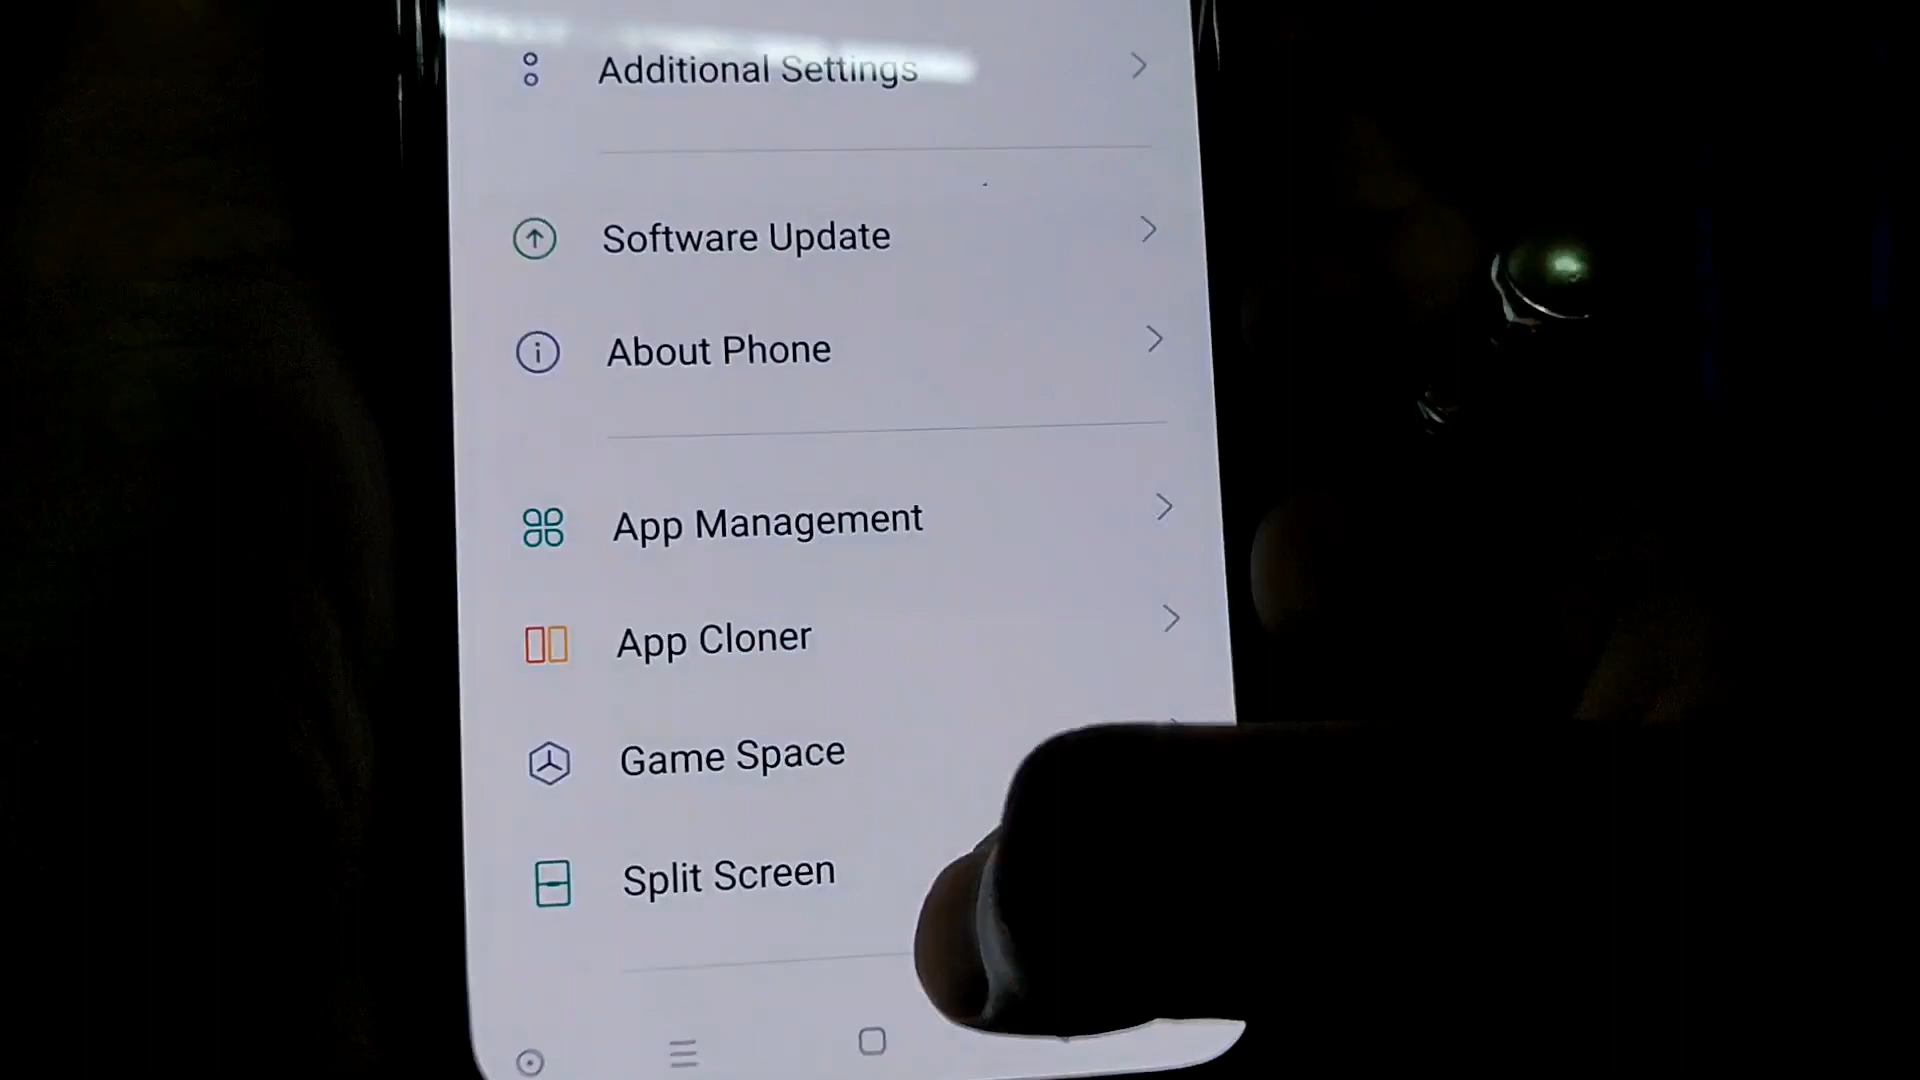 Additional Settings
Software Update
About Phone
App Management
App Cloner
Game Space
Split Screen